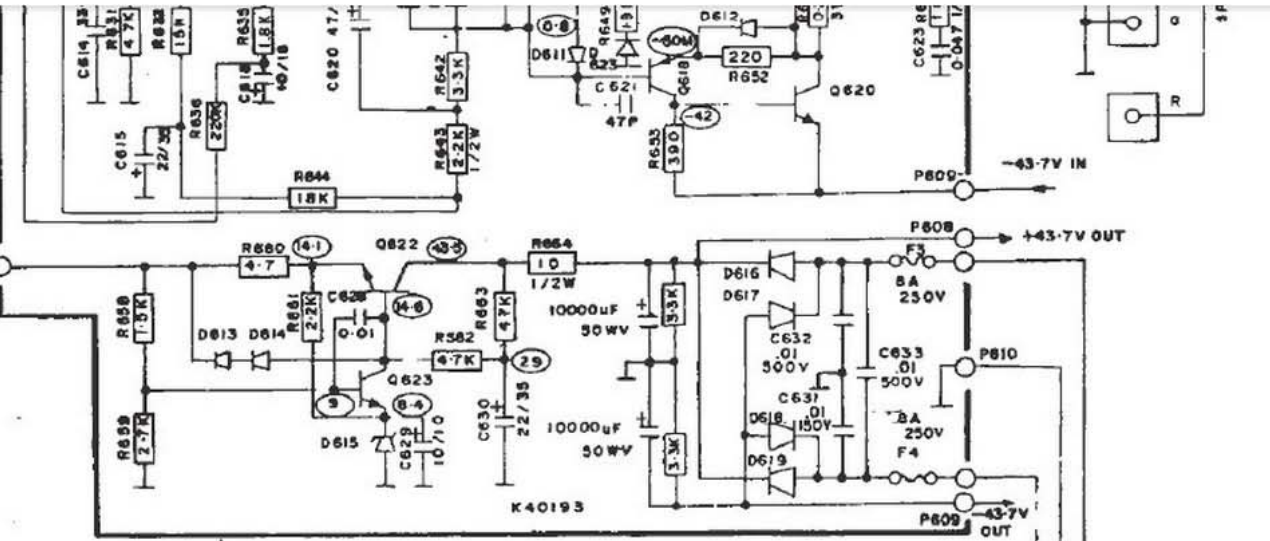 C614
R631
4.7K
R632
15K
R635
1.8K
10/16
C620 47/
R642
3.3K
0.8
D611
R649
D612
220
R652
Q618
Q620
C623
0.047
G
R
C615
22/35
R636
220K
R643
2.2K
1/2W
C621
47P
R653
390
-42
R644
18K
P609
-43.7V IN
P608
+43.7V OUT
R660
4.7
14.1
Q622
43.5
R664
10
1/2W
F3
8A
250V
D616
D617
R658
1.5K
R661
2.2K
C628
0.01
14.6
R663
47K
10000uF
50WV
3.3K
C632
.01
500V
C633
.01
500V
P610
D613
D614
R562
4.7K
29
Q623
9
8.4
R659
2.7K
D615
C629
10/10
C630
22/35
10000uF
50WV
3.3K
C631
.01
150V
D618
D619
8A
250V
F4
K40193
P609
-43.7V
OUT